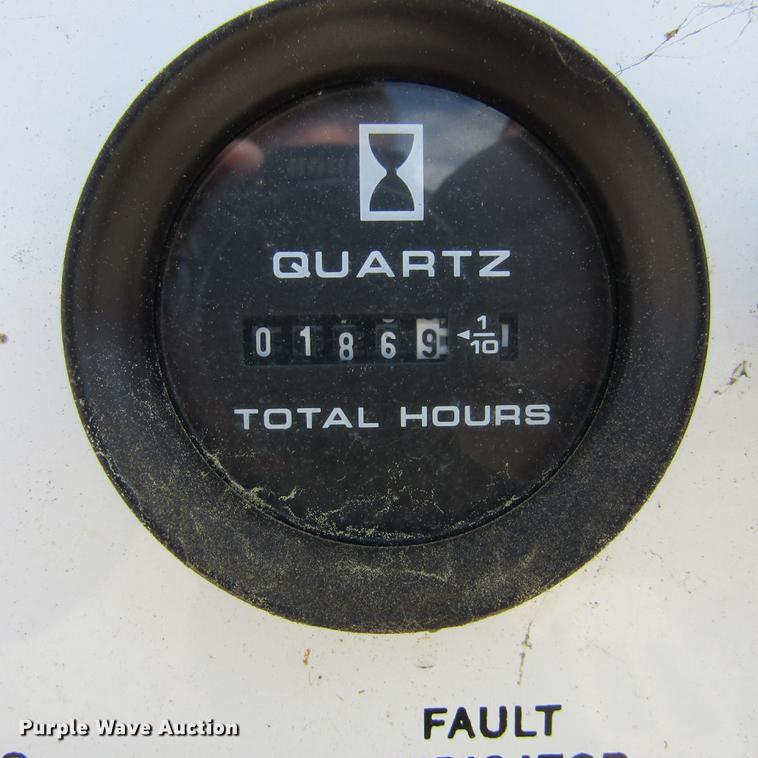 QUARTZ
01869 ◄1/10
TOTAL HOURS
FAULT
Purple Wave Auction